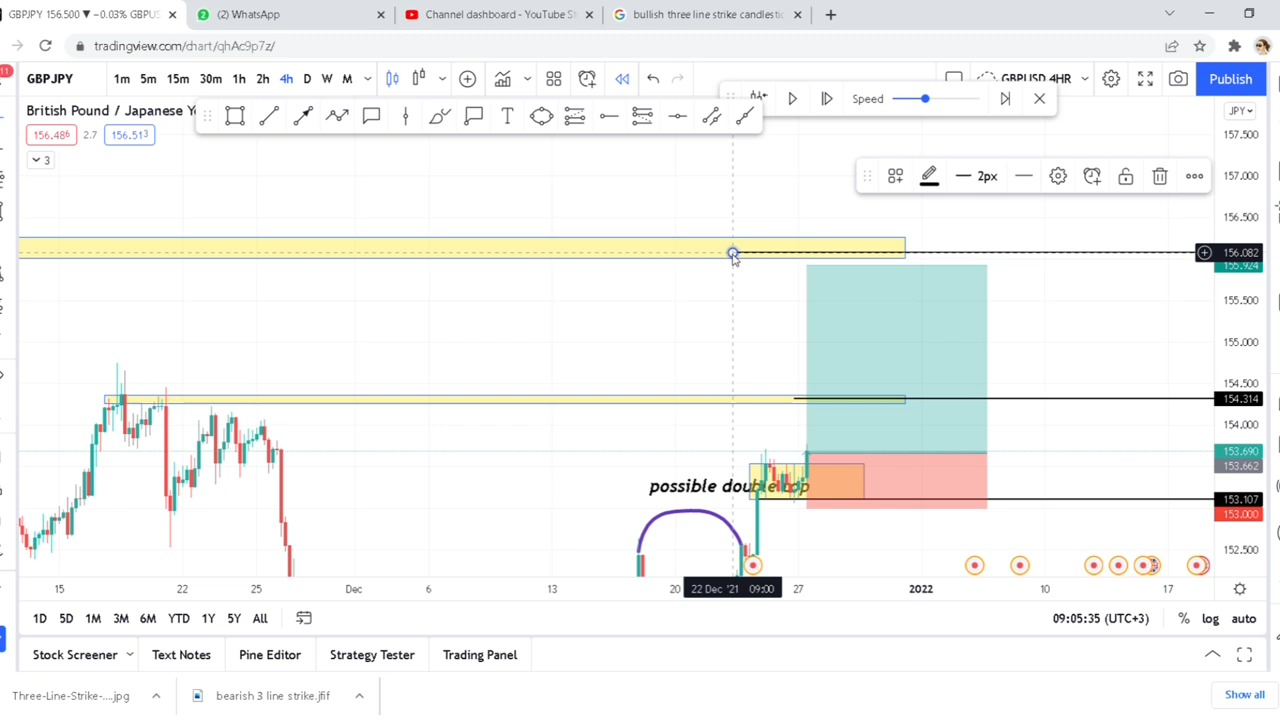 GBPJPY 156.500 ▼ −0.03% GBPUS
2 (2) WhatsApp
Channel dashboard - YouTube St
bullish three line strike candlestic
tradingview.com/chart/qhAc9p7z/
11
GBPJPY 1m 5m 15m 30m 1h 2h 4h D W M
GBPUSD 4HR
Publish
Speed
British Pound / Japanese Y
JPY
156.486 2.7 156.513
3
2px
157.500
157.000
156.500
156.082
155.924
155.500
155.000
154.500
154.314
154.000
153.690
153.662
153.107
153.000
152.500
possible double top
15 22 25 Dec 6 13 20 22 Dec '21 09:00 27 2022 10 17
1D 5D 1M 3M 6M YTD 1Y 5Y All
09:05:35 (UTC+3) % log auto
Stock Screener Text Notes Pine Editor Strategy Tester Trading Panel
Three-Line-Strike-....jpg bearish 3 line strike.jfif Show all